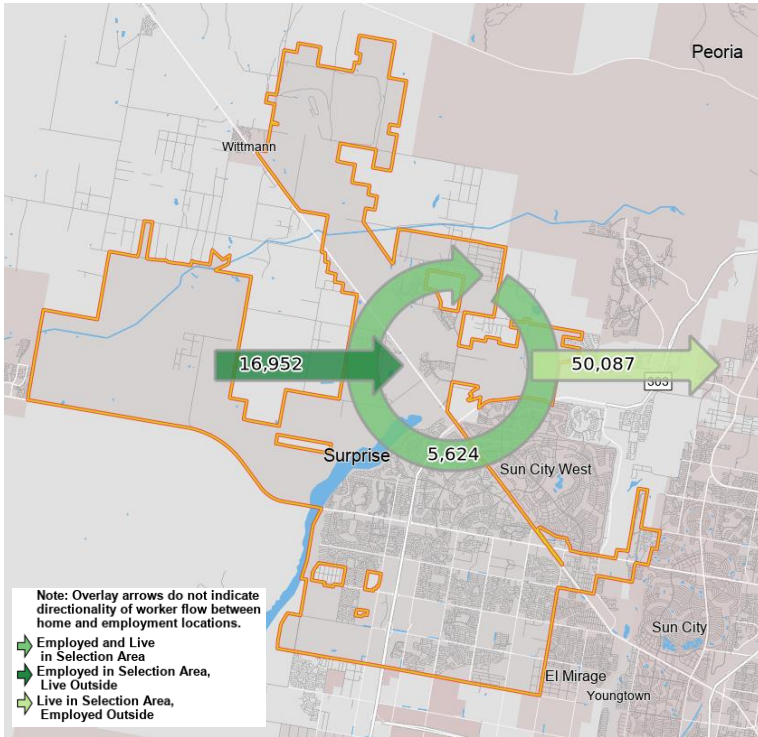 Peoria
Wittmann
16,952
50,087
303
5,624
Surprise
Sun City West
Sun City
El Mirage
Youngtown
Note: Overlay arrows do not indicate
directionality of worker flow between
home and employment locations.
Employed and Live
in Selection Area
Employed in Selection Area,
Live Outside
Live in Selection Area,
Employed Outside